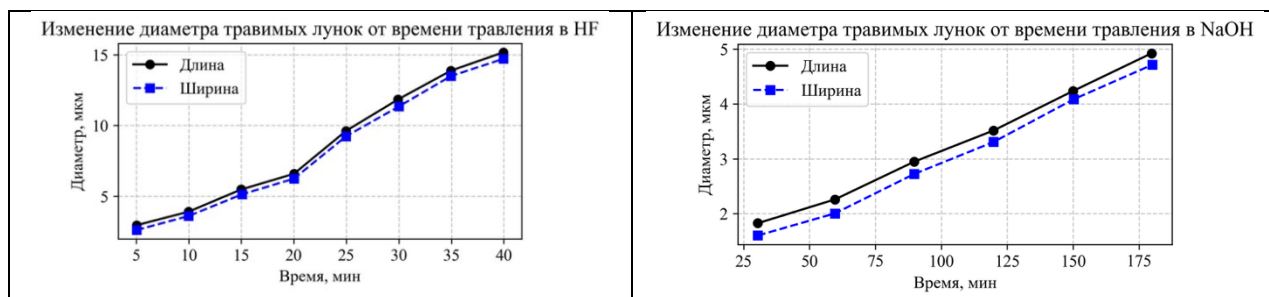 Изменение диаметра травимых лунок от времени травления в HF
15
10
5
Диаметр, мкм
Длина
Ширина
5 10 15 20 25 30 35 40
Время, мин
Изменение диаметра травимых лунок от времени травления в NaOH
5
4
3
2
Диаметр, мкм
Длина
Ширина
25 50 75 100 125 150 175
Время, мин